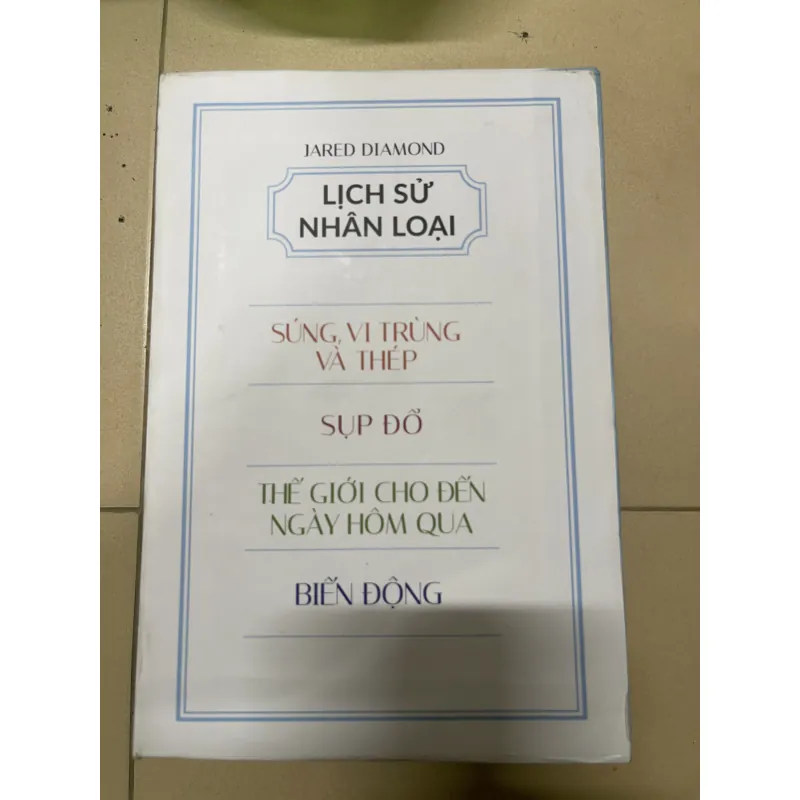 JARED DIAMOND
LỊCH SỬ
NHÂN LOẠI
SÚNG, VI TRÙNG
VÀ THÉP
SỤP ĐỔ
THẾ GIỚI CHO ĐẾN
NGÀY HÔM QUA
BIẾN ĐỘNG